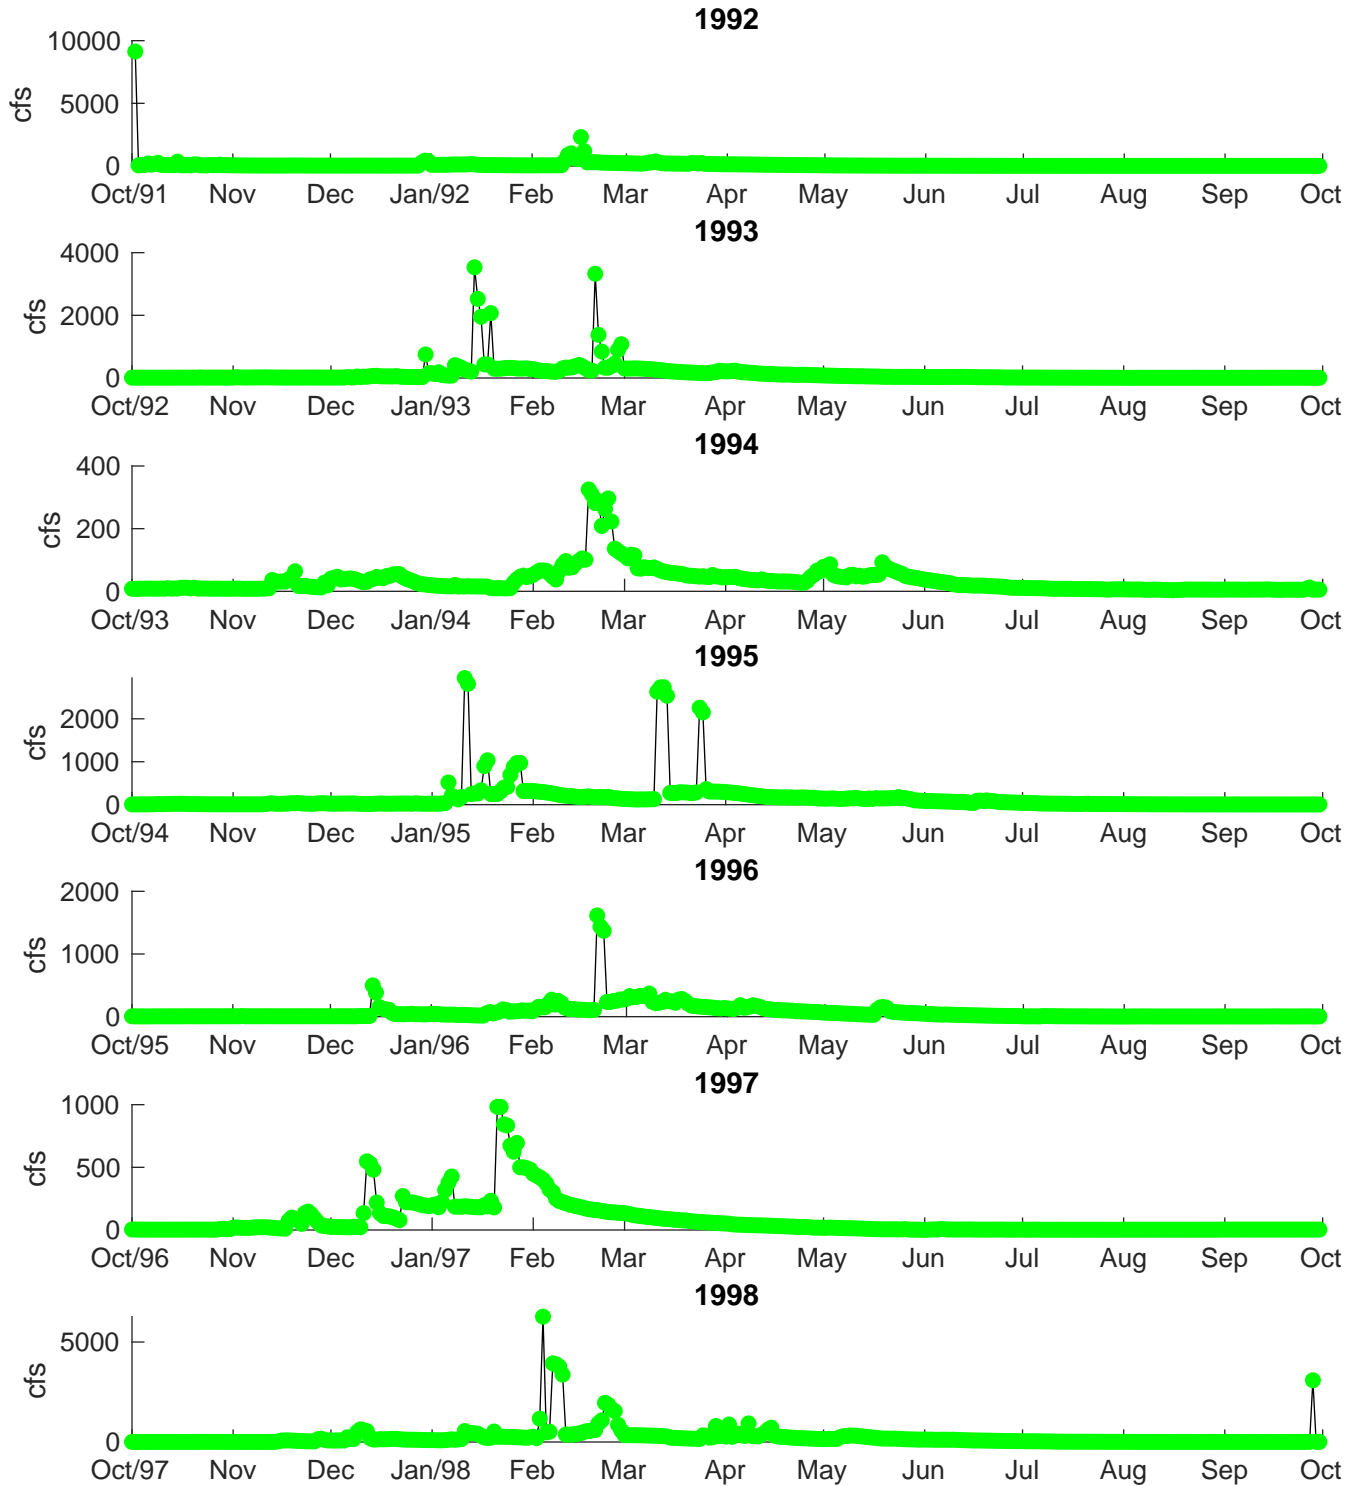 1992
10000
5000
0
cfs
Oct/91 Nov Dec Jan/92 Feb Mar Apr May Jun Jul Aug Sep Oct
1993
4000
2000
0
cfs
Oct/92 Nov Dec Jan/93 Feb Mar Apr May Jun Jul Aug Sep Oct
1994
400
200
0
cfs
Oct/93 Nov Dec Jan/94 Feb Mar Apr May Jun Jul Aug Sep Oct
1995
2000
1000
0
cfs
Oct/94 Nov Dec Jan/95 Feb Mar Apr May Jun Jul Aug Sep Oct
1996
2000
1000
0
cfs
Oct/95 Nov Dec Jan/96 Feb Mar Apr May Jun Jul Aug Sep Oct
1997
1000
500
0
cfs
Oct/96 Nov Dec Jan/97 Feb Mar Apr May Jun Jul Aug Sep Oct
1998
5000
0
cfs
Oct/97 Nov Dec Jan/98 Feb Mar Apr May Jun Jul Aug Sep Oct